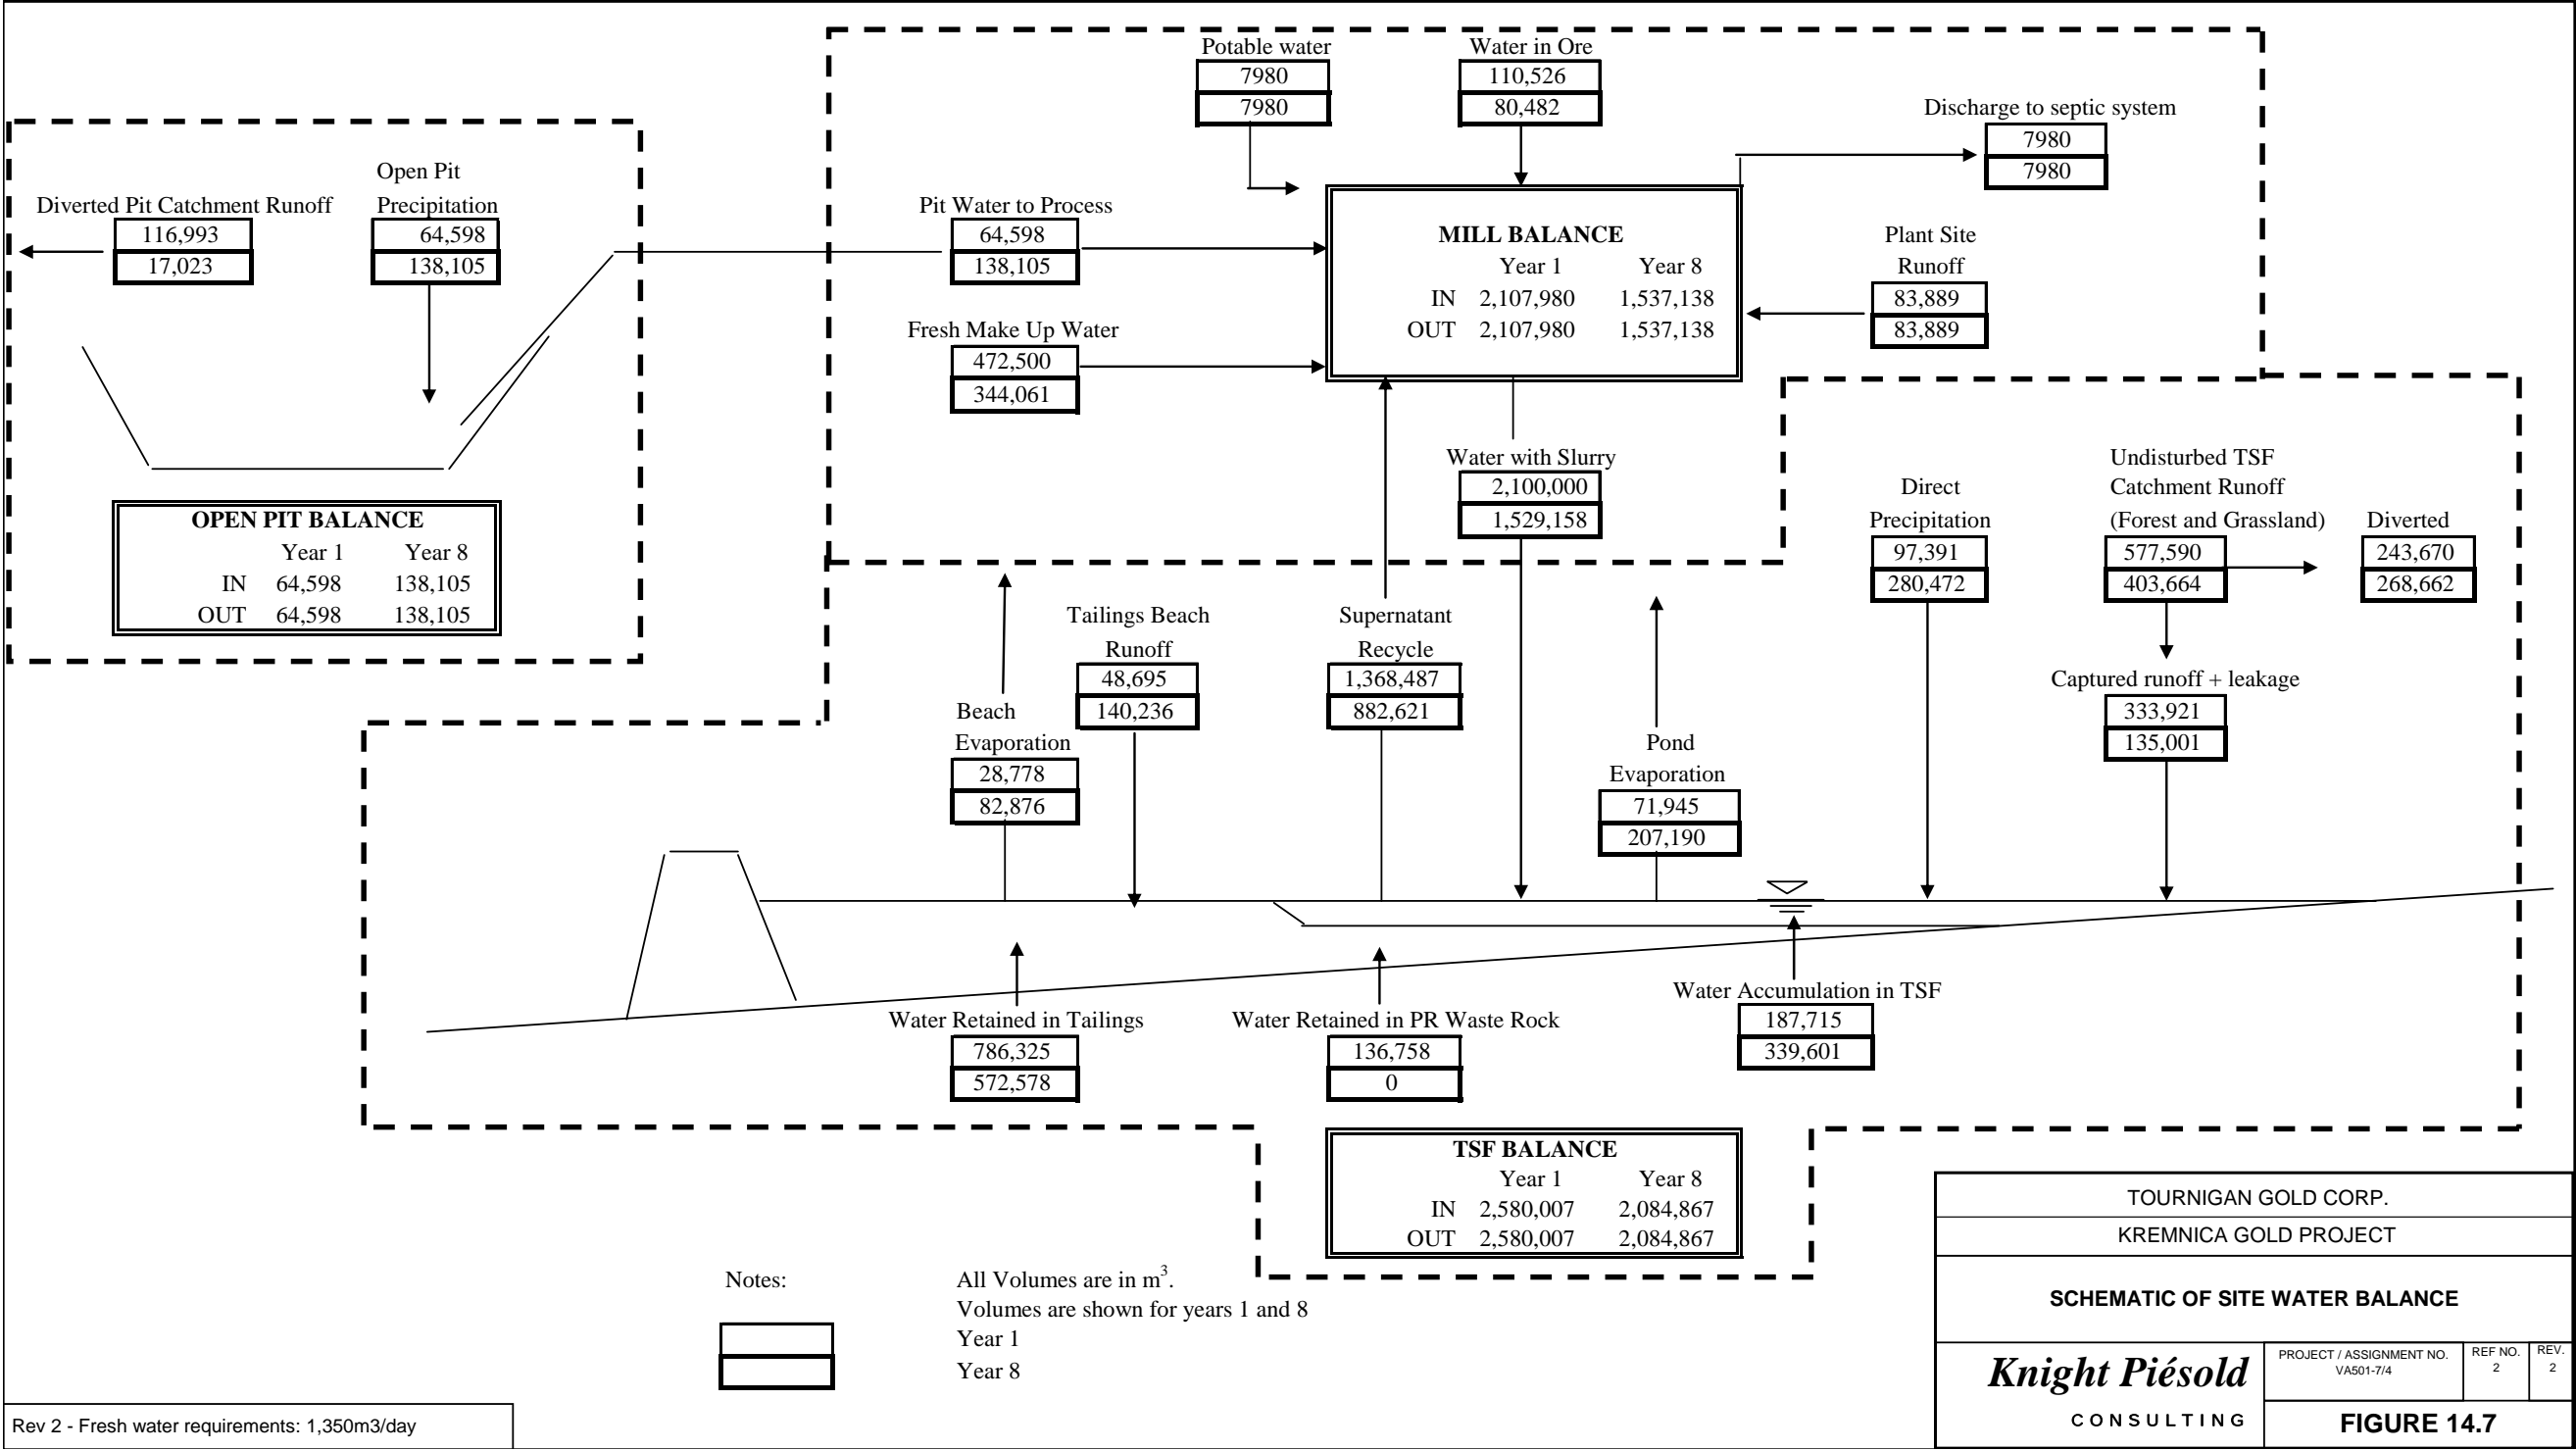 Potable water
7980
7980
Water in Ore
110,526
80,482
Discharge to septic system
7980
7980
Diverted Pit Catchment Runoff
116,993
17,023
Open Pit
Precipitation
64,598
138,105
Pit Water to Process
64,598
138,105
Fresh Make Up Water
472,500
344,061
MILL BALANCE
Year 1 Year 8
IN 2,107,980 1,537,138
OUT 2,107,980 1,537,138
Plant Site
Runoff
83,889
83,889
OPEN PIT BALANCE
Year 1 Year 8
IN 64,598 138,105
OUT 64,598 138,105
Water with Slurry
2,100,000
1,529,158
Direct
Precipitation
97,391
280,472
Undisturbed TSF
Catchment Runoff
(Forest and Grassland)
577,590
403,664
Diverted
243,670
268,662
Tailings Beach
Runoff
48,695
140,236
Supernatant
Recycle
1,368,487
882,621
Captured runoff + leakage
333,921
135,001
Beach
Evaporation
28,778
82,876
Pond
Evaporation
71,945
207,190
Water Retained in Tailings
786,325
572,578
Water Retained in PR Waste Rock
136,758
0
Water Accumulation in TSF
187,715
339,601
TSF BALANCE
Year 1 Year 8
IN 2,580,007 2,084,867
OUT 2,580,007 2,084,867
Notes:
All Volumes are in m³.
Volumes are shown for years 1 and 8
Year 1
Year 8
Rev 2 - Fresh water requirements: 1,350m3/day
TOURNIGAN GOLD CORP.
KREMNICA GOLD PROJECT
SCHEMATIC OF SITE WATER BALANCE
Knight Piésold
CONSULTING
PROJECT / ASSIGNMENT NO.
VA501-7/4
REF NO.
2
REV.
2
FIGURE 14.7